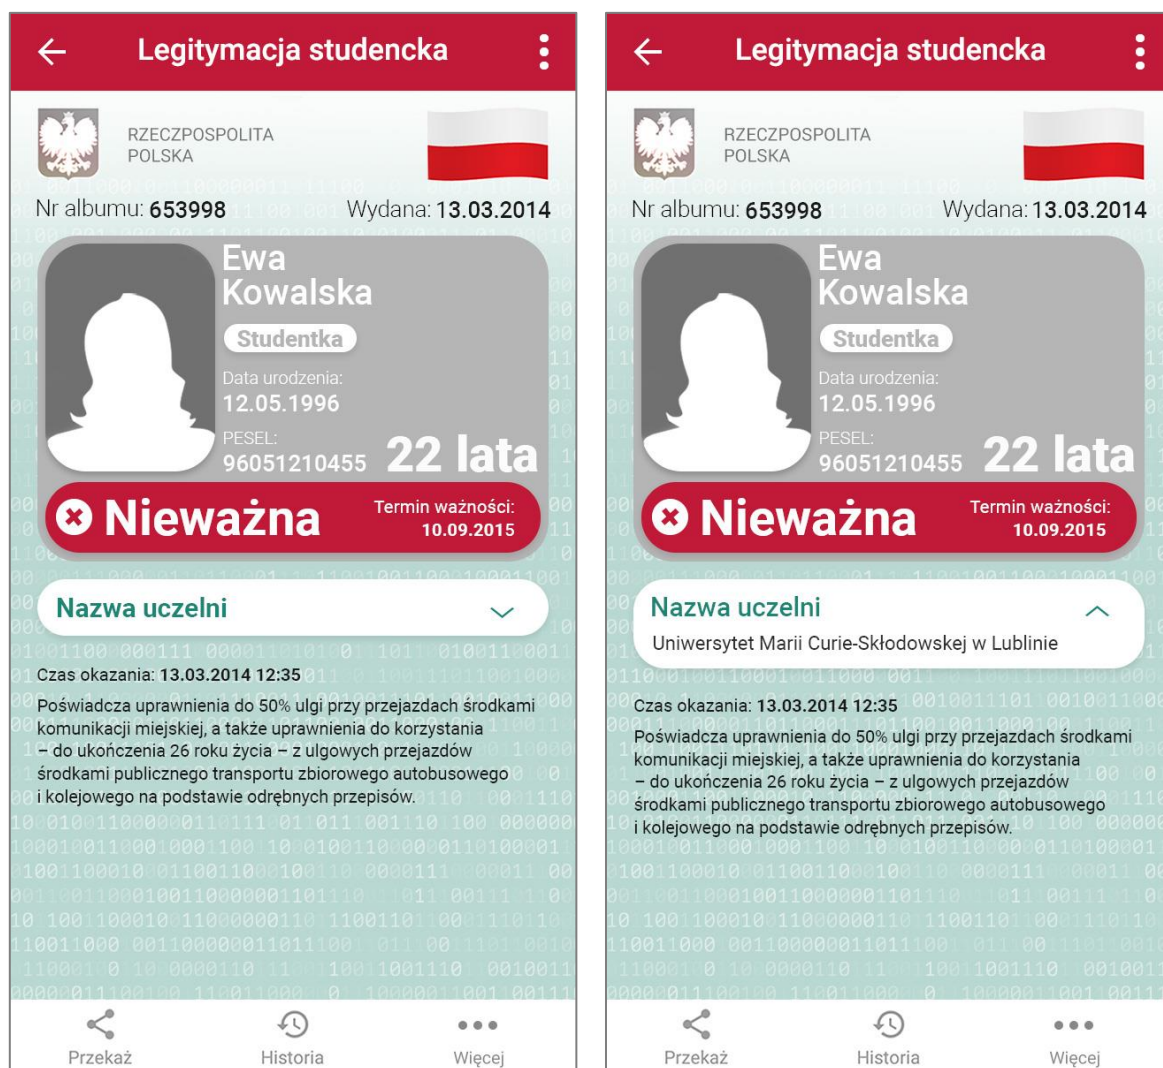 Legitymacja studencka
RZECZPOSPOLITA
POLSKA
Nr albumu: 653998 Wydana: 13.03.2014
Ewa
Kowalska
Studentka
Data urodzenia:
12.05.1996
PESEL:
96051210455 22 lata
Nieważna
Termin ważności:
10.09.2015
Nazwa uczelni
Czas okazania: 13.03.2014 12:35
Poświadcza uprawnienia do 50% ulgi przy przejazdach środkami
komunikacji miejskiej, a także uprawnienia do korzystania
– do ukończenia 26 roku życia – z ulgowych przejazdów
środkami publicznego transportu zbiorowego autobusowego
i kolejowego na podstawie odrębnych przepisów.
Przekaż Historia Więcej
Legitymacja studencka
RZECZPOSPOLITA
POLSKA
Nr albumu: 653998 Wydana: 13.03.2014
Ewa
Kowalska
Studentka
Data urodzenia:
12.05.1996
PESEL:
96051210455 22 lata
Nieważna
Termin ważności:
10.09.2015
Nazwa uczelni
Uniwersytet Marii Curie-Skłodowskej w Lublinie
Czas okazania: 13.03.2014 12:35
Poświadcza uprawnienia do 50% ulgi przy przejazdach środkami
komunikacji miejskiej, a także uprawnienia do korzystania
– do ukończenia 26 roku życia – z ulgowych przejazdów
środkami publicznego transportu zbiorowego autobusowego
i kolejowego na podstawie odrębnych przepisów.
Przekaż Historia Więcej